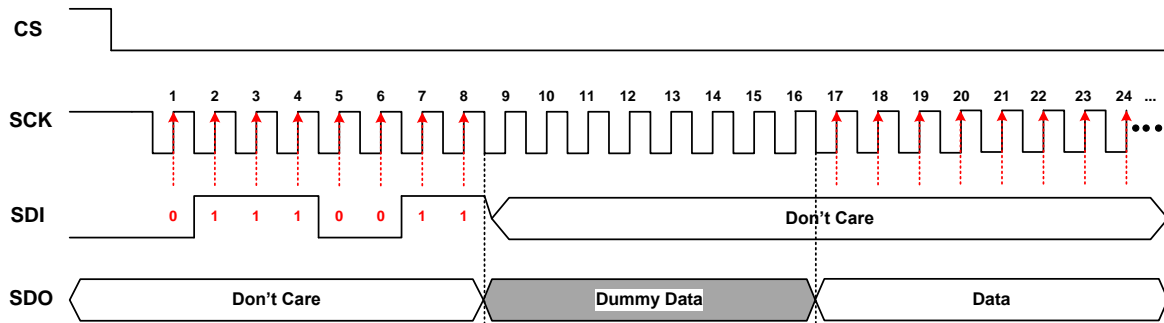 CS
1 2 3 4 5 6 7 8 9 10 11 12 13 14 15 16 17 18 19 20 21 22 23 24 ...
SCK
SDI 0 1 1 1 0 0 1 1 Don't Care
SDO Don't Care Dummy Data Data